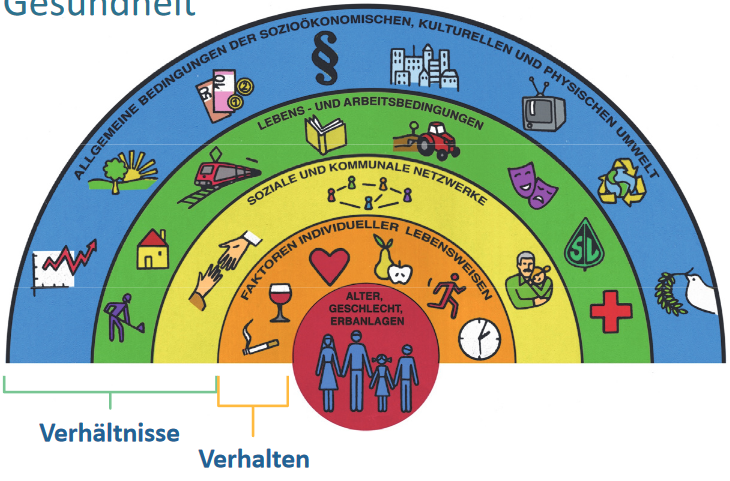 Gesundheit
ALLGEMEINE BEDINGUNGEN DER SOZIOÖKONOMISCHEN, KULTURELLEN UND PHYSISCHEN UMWELT
§
LEBENS - UND ARBEITSBEDINGUNGEN
SOZIALE UND KOMMUNALE NETZWERKE
FAKTOREN INDIVIDUELLER LEBENSWEISEN
ALTER,
GESCHLECHT,
ERBANLAGEN
Verhältnisse
Verhalten